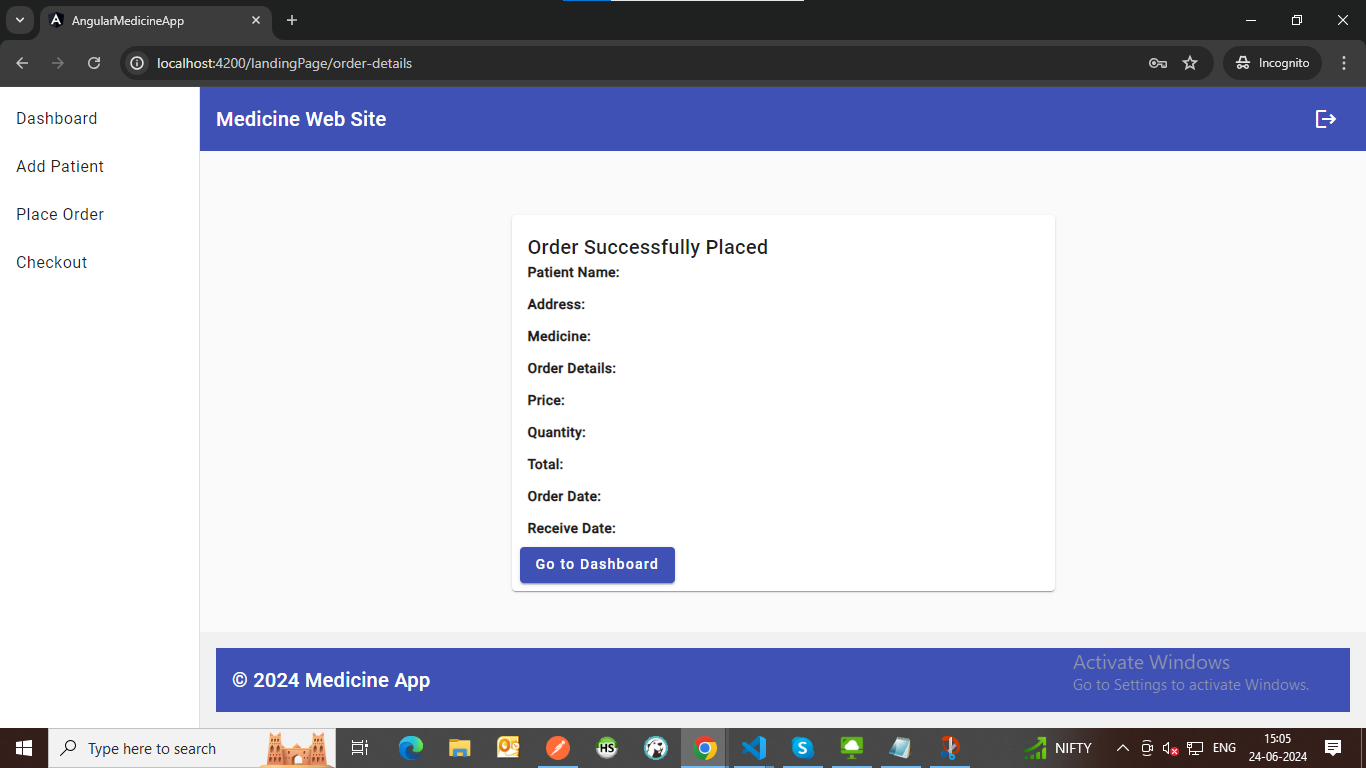 AngularMedicineApp
localhost:4200/landingPage/order-details
Incognito
Dashboard
Add Patient
Place Order
Checkout
Medicine Web Site
Order Successfully Placed
Patient Name:
Address:
Medicine:
Order Details:
Price:
Quantity:
Total:
Order Date:
Receive Date:
Go to Dashboard
© 2024 Medicine App
Activate Windows
Go to Settings to activate Windows.
Type here to search
HS
NIFTY
ENG
15:05
24-06-2024